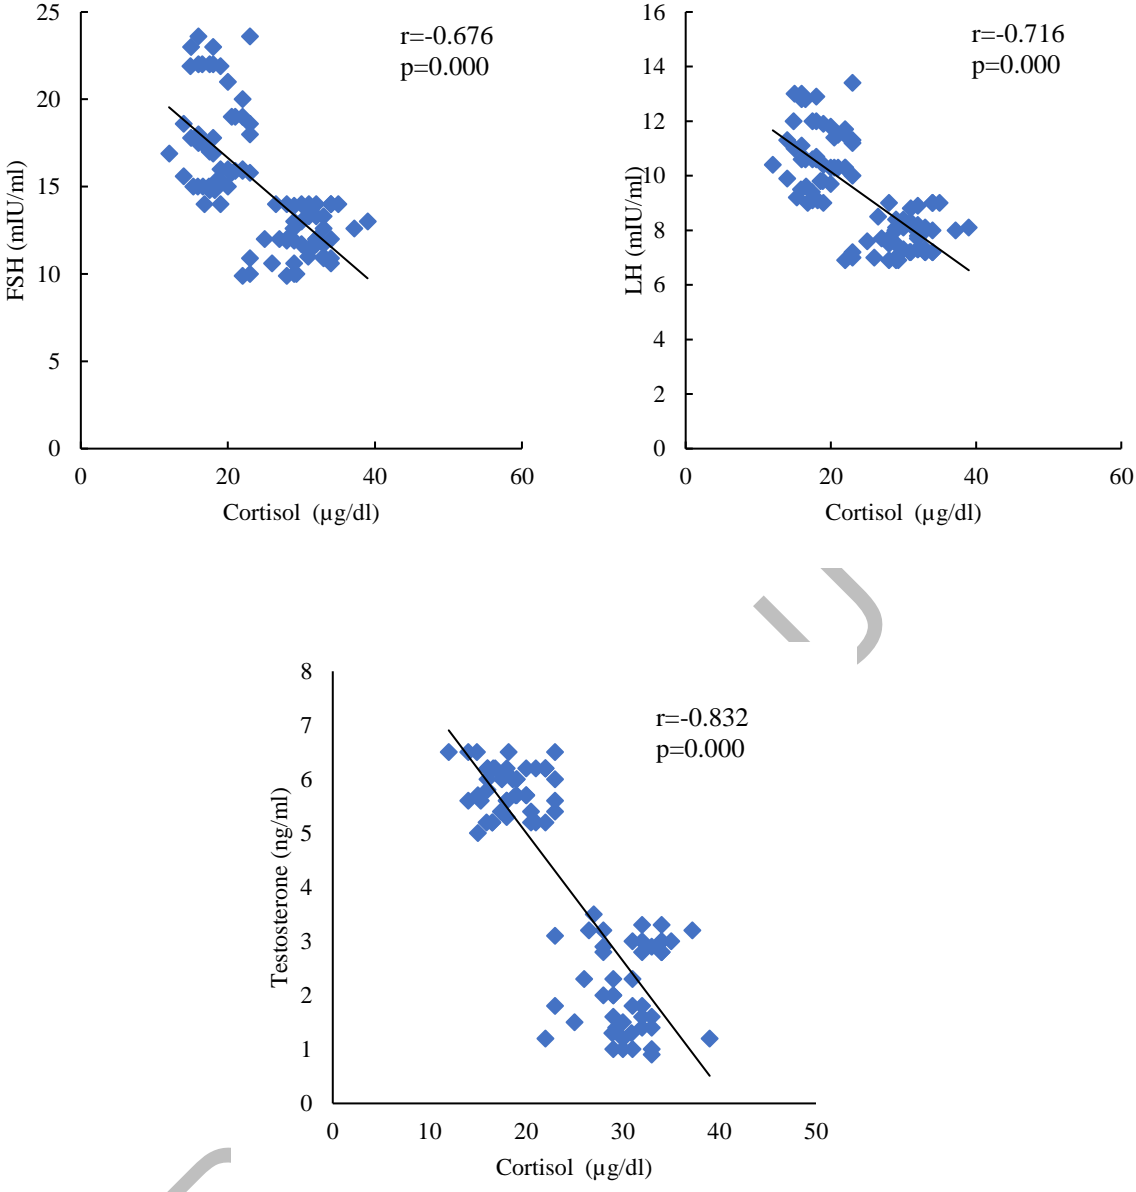 25
20
15
10
5
0
FSH (mIU/ml)
r=-0.676
p=0.000
0 20 40 60
Cortisol (µg/dl)
16
14
12
10
8
6
4
2
0
LH (mIU/ml)
r=-0.716
p=0.000
0 20 40 60
Cortisol (µg/dl)
8
7
6
5
4
3
2
1
0
Testosterone (ng/ml)
r=-0.832
p=0.000
0 10 20 30 40 50
Cortisol (µg/dl)